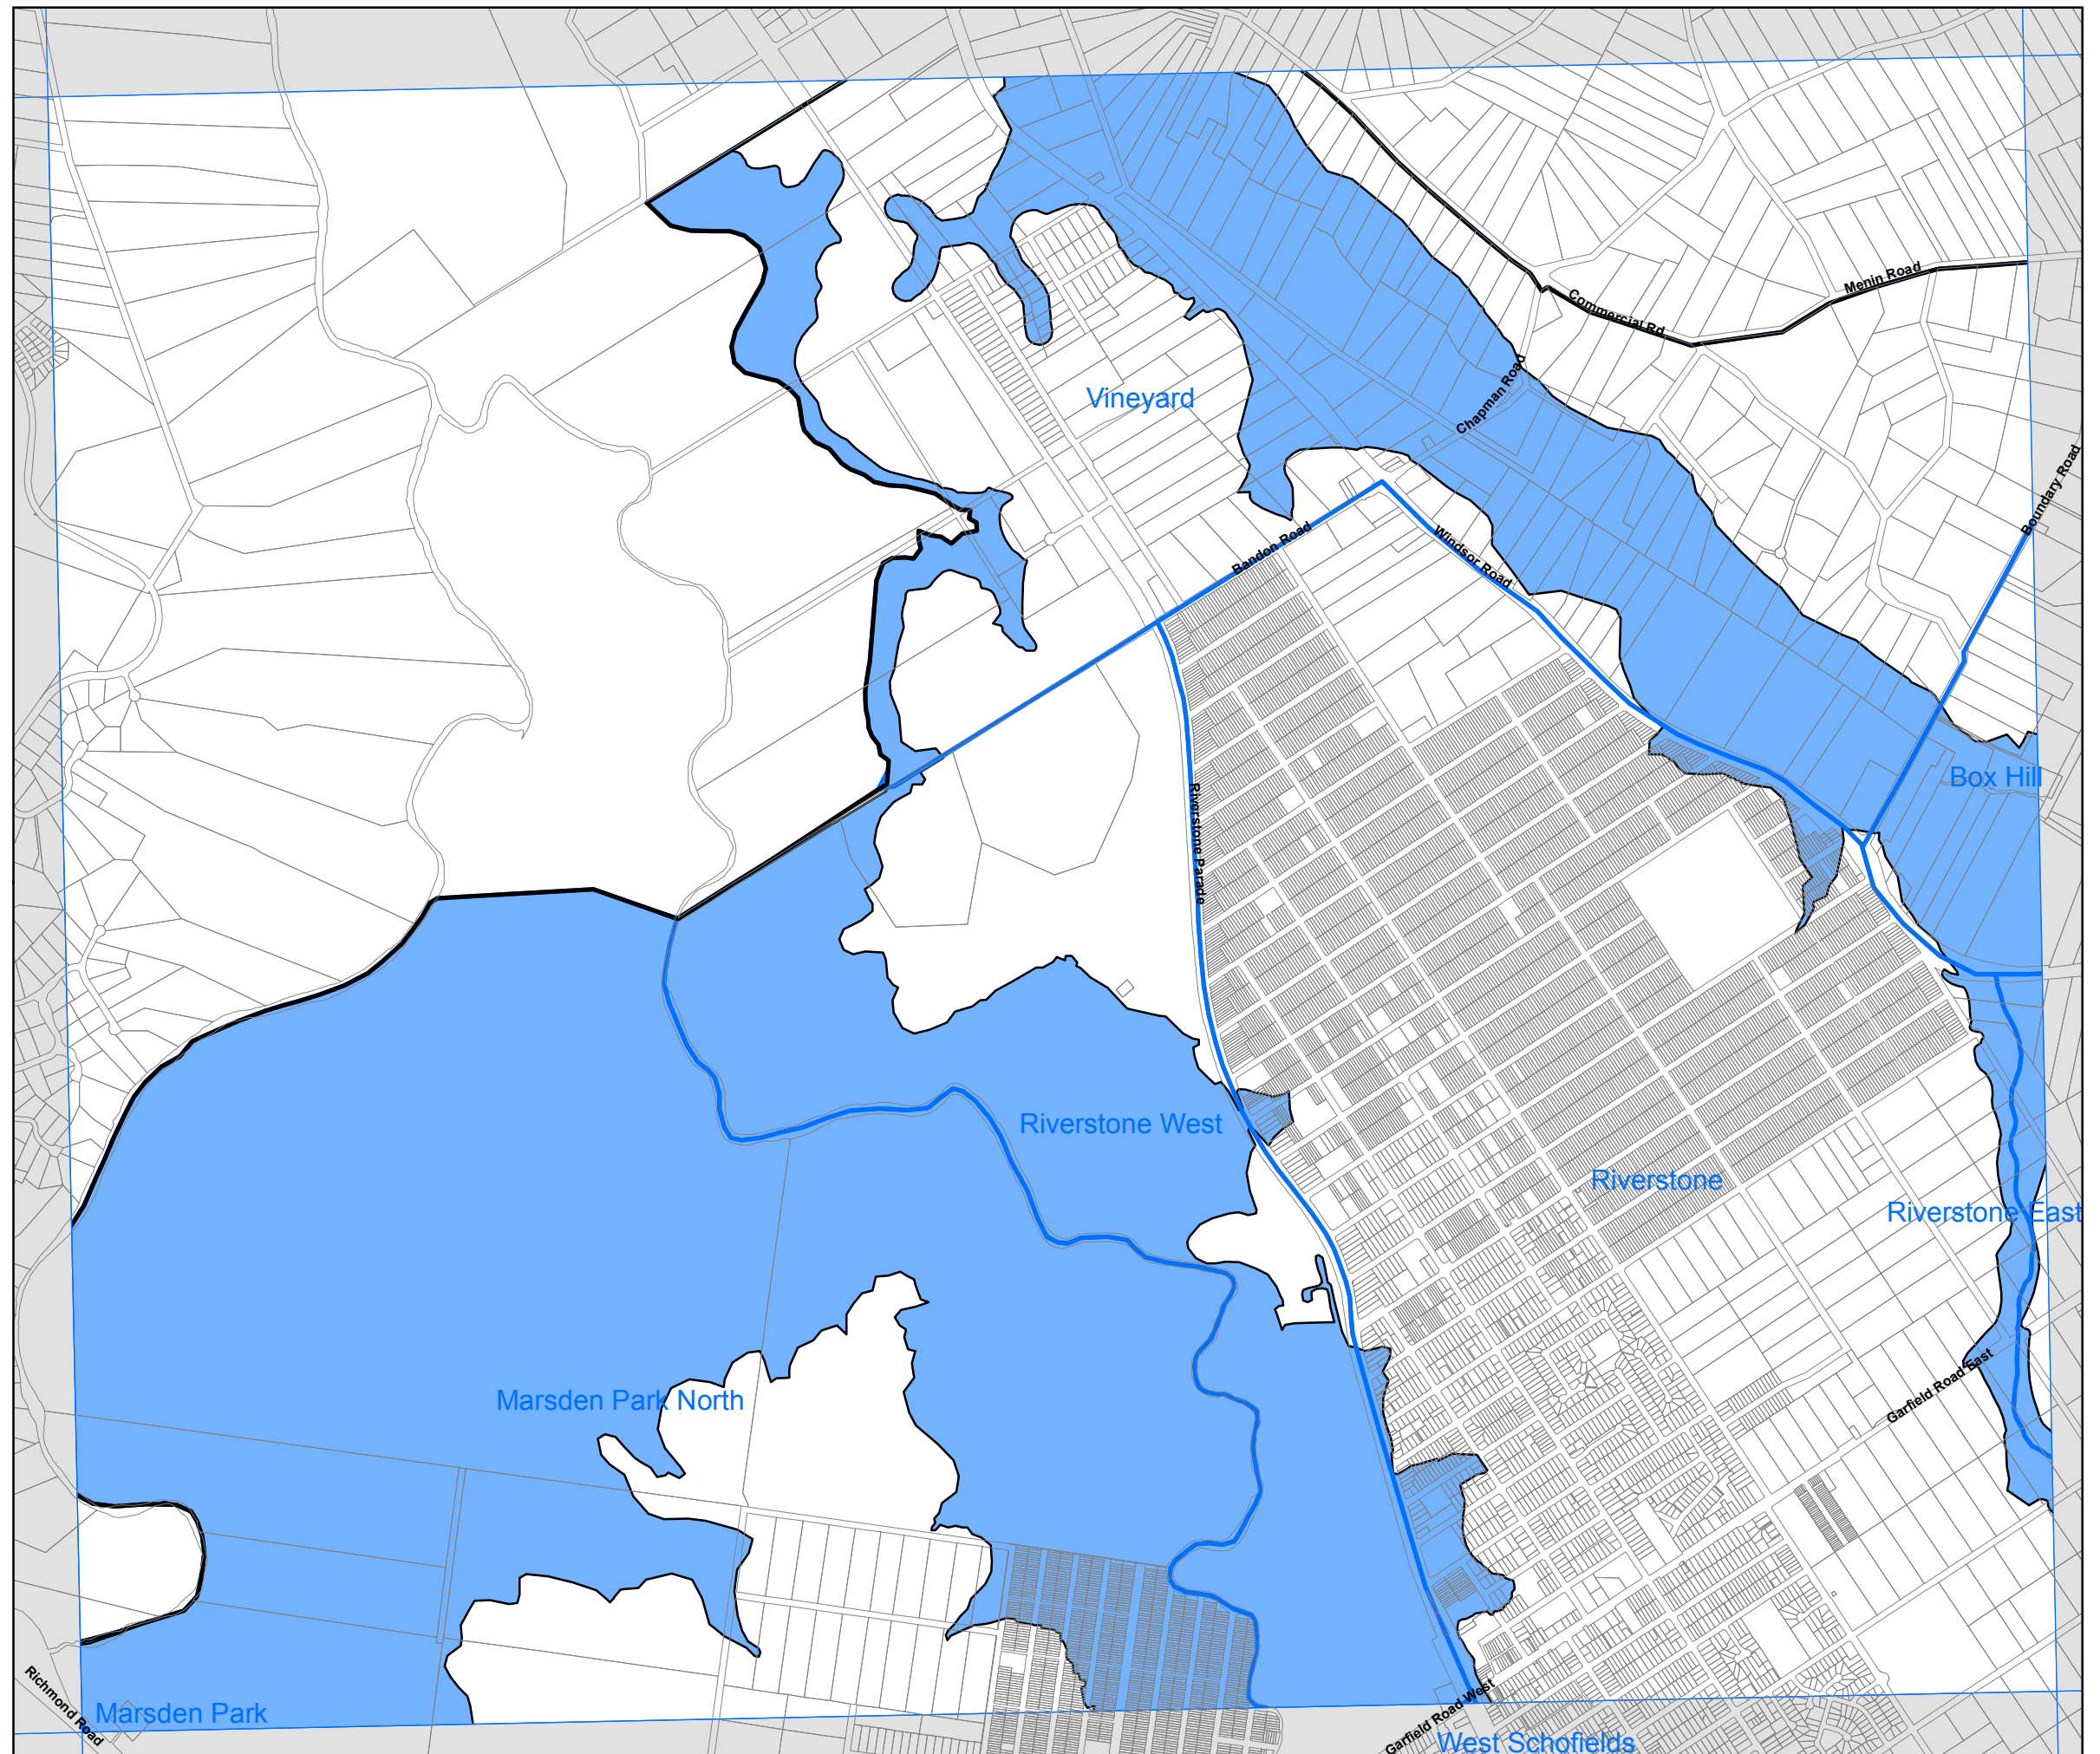 Menin Road
Commercial Rd
Chapman Road
Vineyard
Boundary Road
Bandon Road
Windsor Road
Box Hill
Riverstone Parade
Riverstone West
Riverstone
Riverstone East
Garfield Road East
Marsden Park North
Richmond Road
Marsden Park
Garfield Road West
West Schofields